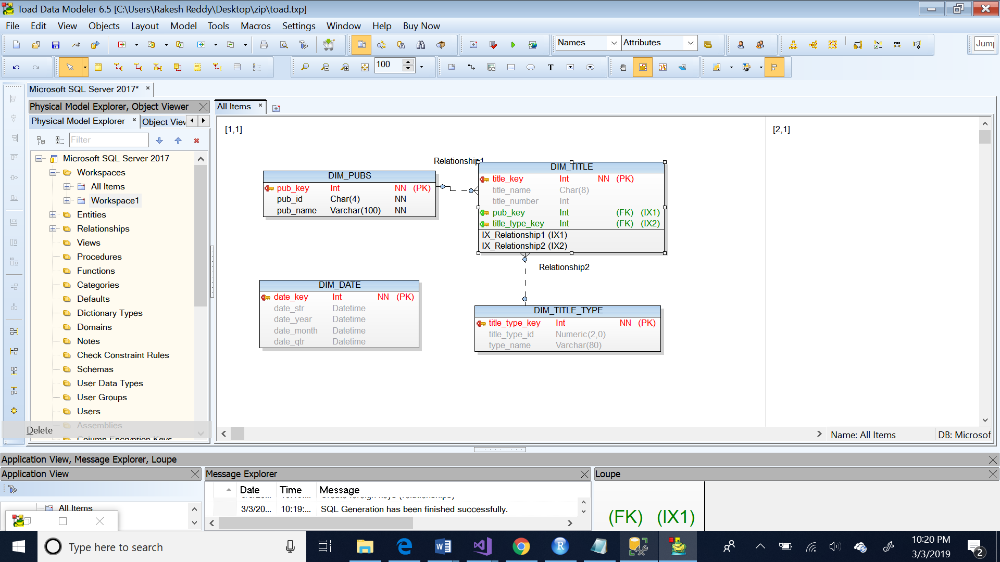 Toad Data Modeler 6.5 [C:\Users\Rakesh Reddy\Desktop\zip\toad.txp]
File Edit View Objects Layout Model Tools Macros Settings Window Help Buy Now
Names Attributes
100
Microsoft SQL Server 2017*
Physical Model Explorer, Object Viewer
Physical Model Explorer
All Items
Filter
Microsoft SQL Server 2017
Workspaces
All Items
Workspace1
Entities
Relationships
Views
Procedures
Functions
Categories
Defaults
Dictionary Types
Domains
Notes
Check Constraint Rules
Schemas
User Data Types
User Groups
Users
Assemblies
Column Encryption Keys
Delete
[1,1]
[2,1]
Relationship1
DIM_PUBS
pub_key Int NN (PK)
pub_id Char(4) NN
pub_name Varchar(100) NN
DIM_TITLE
title_key Int NN (PK)
title_name Char(8)
title_number Int
pub_key Int (FK) (IX1)
title_type_key Int (FK) (IX2)
IX_Relationship1 (IX1)
IX_Relationship2 (IX2)
Relationship2
DIM_DATE
date_key Int NN (PK)
date_str Datetime
date_year Datetime
date_month Datetime
date_qtr Datetime
DIM_TITLE_TYPE
title_type_key Int NN (PK)
title_type_id Numeric(2,0)
type_name Varchar(80)
Name: All Items
DB: Microsof
Application View, Message Explorer, Loupe
Application View
All Items
Message Explorer
Date Time Message
3/3/20... 10:19:... SQL Generation has been finished successfully.
Loupe
(FK) (IX1)
Type here to search
10:20 PM
3/3/2019
2